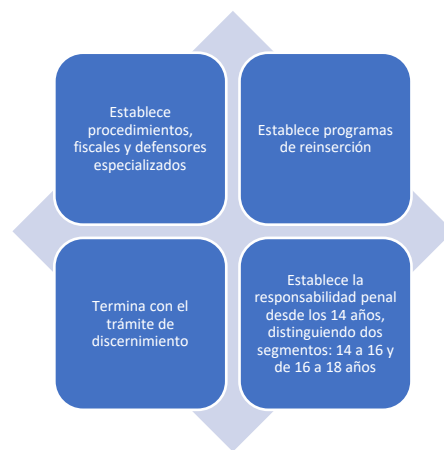 Establece
procedimientos,
fiscales y defensores
especializados
Establece programas
de reinserción
Termina con el
trámite de
discernimiento
Establece la
responsabilidad penal
desde los 14 años,
distinguiendo dos
segmentos: 14 a 16 y
de 16 a 18 años